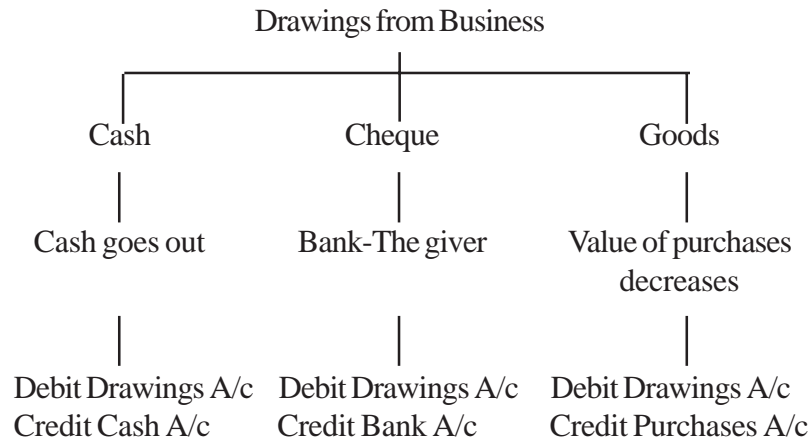 Drawings from Business
Cash
Cheque
Goods
Cash goes out
Bank-The giver
Value of purchases
decreases
Debit Drawings A/c
Credit Cash A/c
Debit Drawings A/c
Credit Bank A/c
Debit Drawings A/c
Credit Purchases A/c